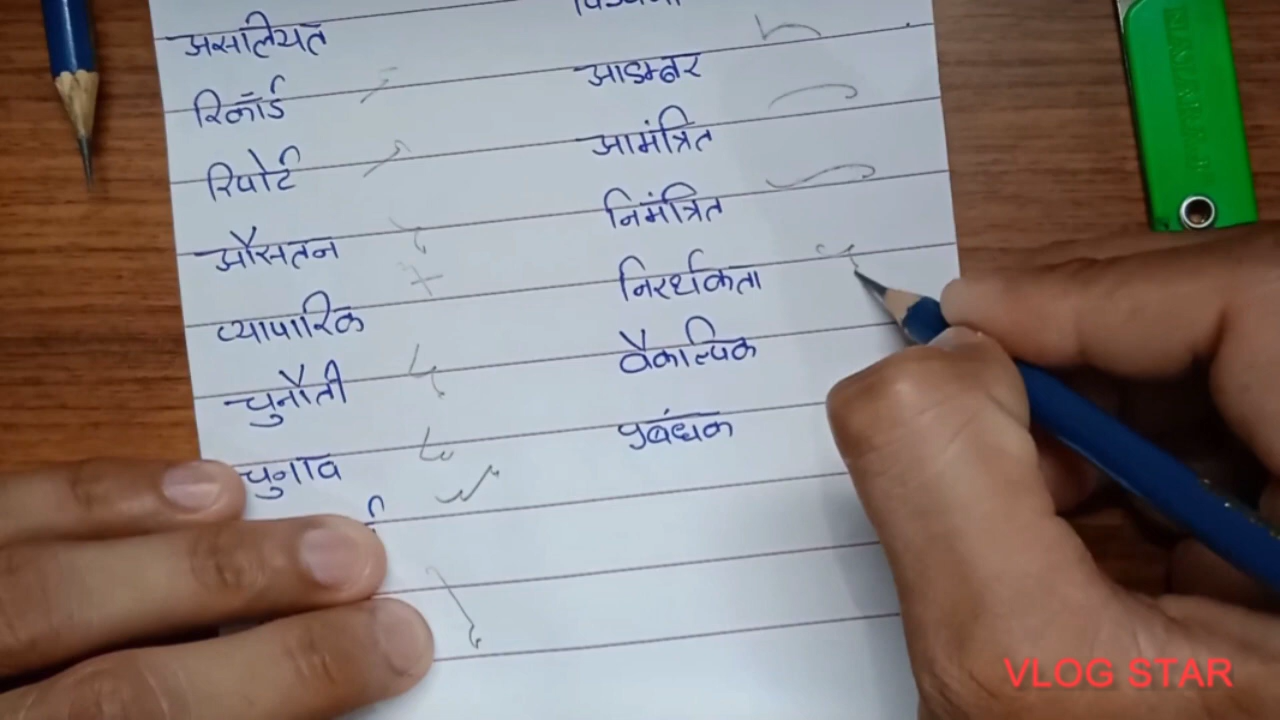 असलियत
रिकॉर्ड
रिपोर्ट
औसतन
व्यापारिक
चुनौती
चुनाव
आडम्बर
आमंत्रित
निमंत्रित
निरर्थकता
वैकल्पिक
प्रबंधक
VLOG STAR